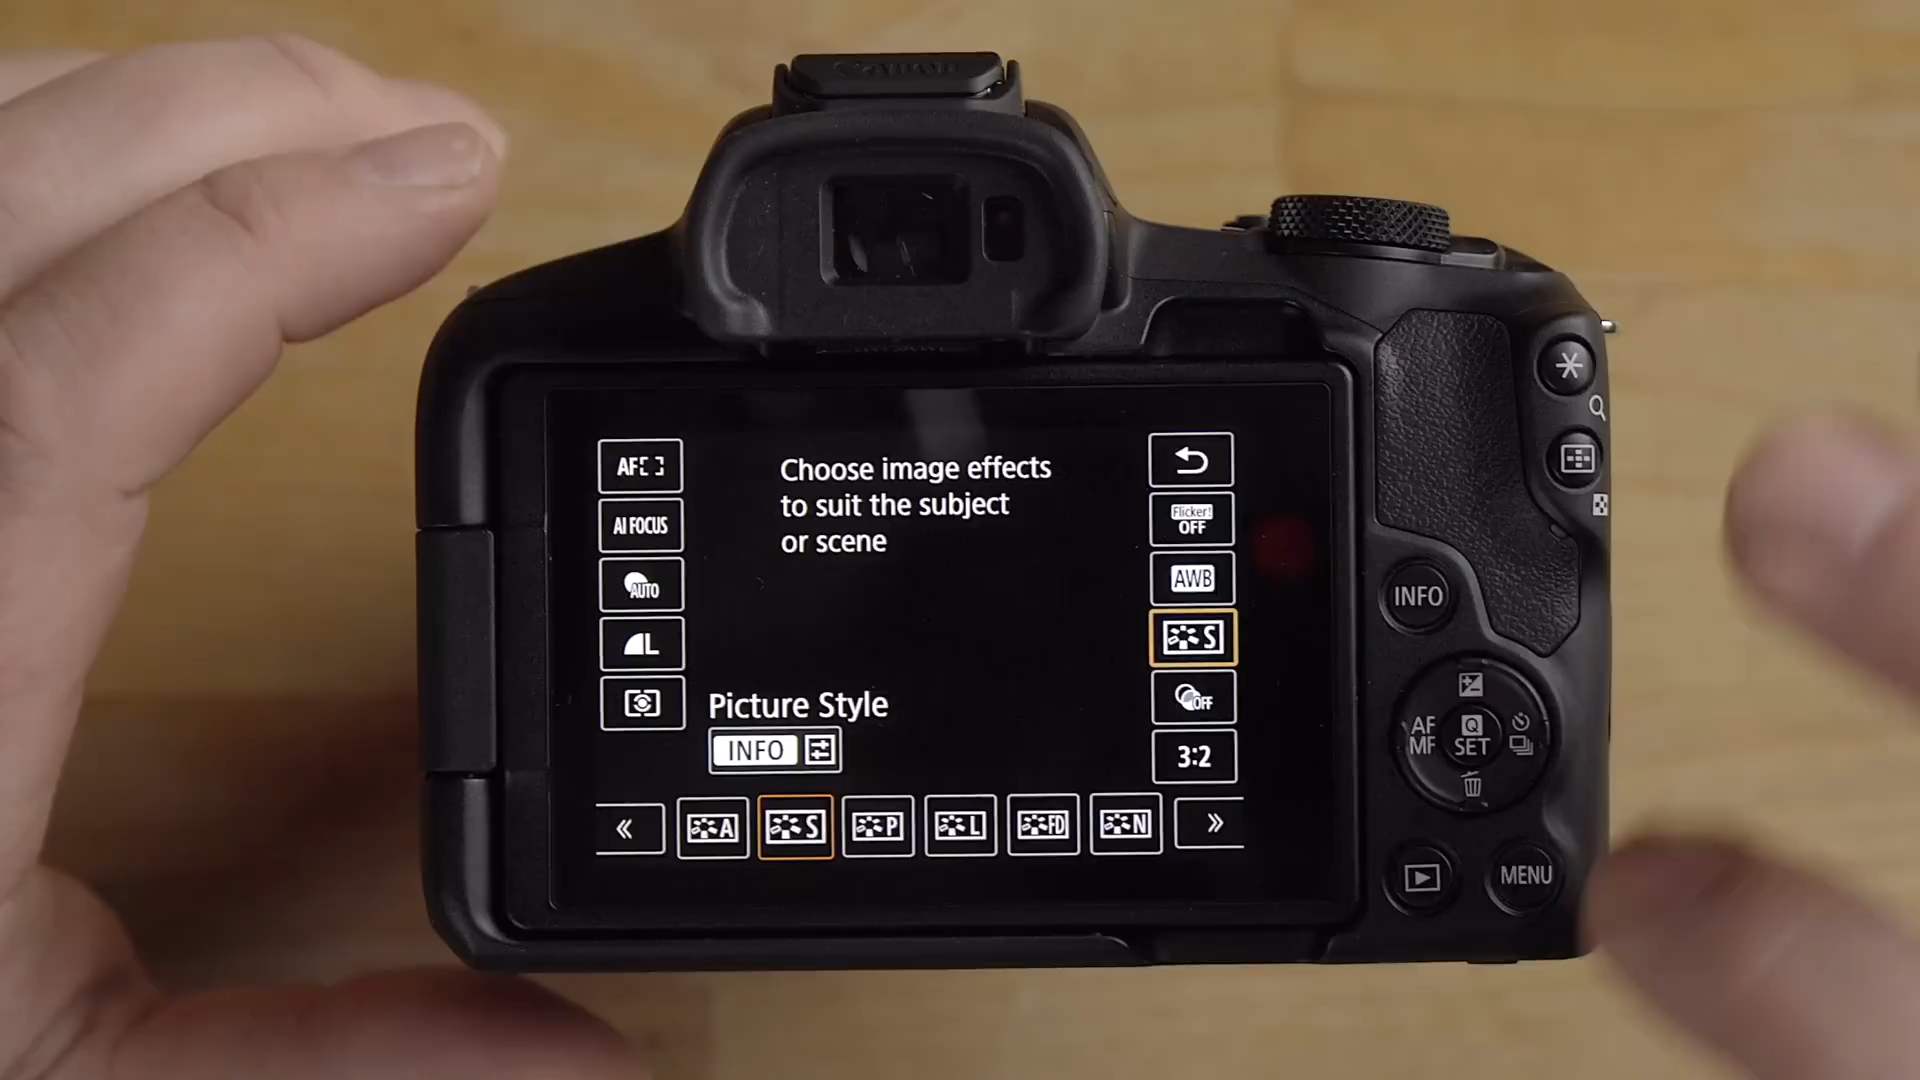 Canon
AF
AI FOCUS
AUTO
L
Choose image effects
to suit the subject
or scene
Picture Style
INFO
Flicker!
OFF
AWB
S
OFF
3:2
« A S P L FD N »
INFO
AF
MF
Q
SET
MENU